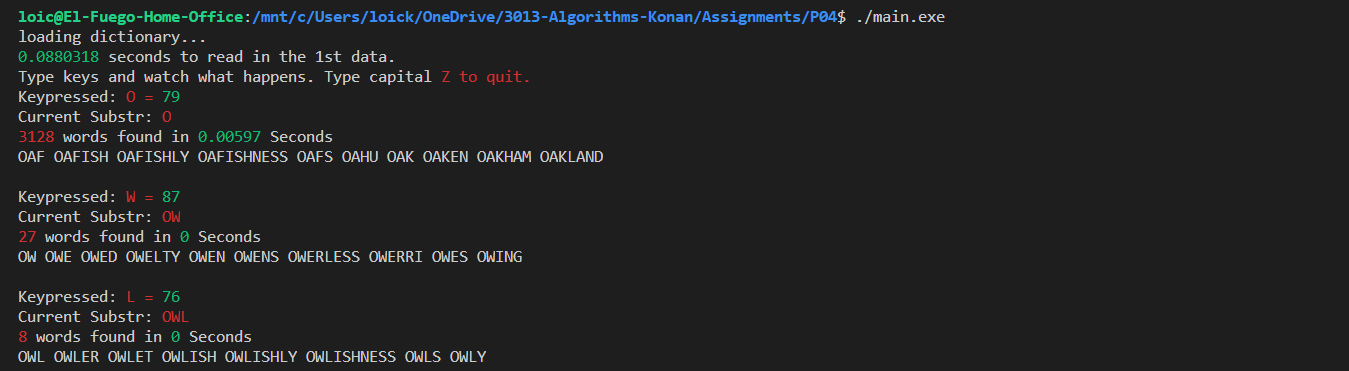 loic@El-Fuego-Home-Office:/mnt/c/Users/loick/OneDrive/3013-Algorithms-Konan/Assignments/P04$ ./main.exe
loading dictionary...
0.0880318 seconds to read in the 1st data.
Type keys and watch what happens. Type capital Z to quit.
Keypressed: O = 79
Current Substr: O
3128 words found in 0.00597 Seconds
OAF OAFISH OAFISHLY OAFISHNESS OAFS OAHU OAK OAKEN OAKHAM OAKLAND
Keypressed: W = 87
Current Substr: OW
27 words found in 0 Seconds
OW OWE OWED OWELTY OWEN OWENS OWERLESS OWERRI OWES OWING
Keypressed: L = 76
Current Substr: OWL
8 words found in 0 Seconds
OWL OWLER OWLET OWLISH OWLISHLY OWLISHNESS OWLS OWLY